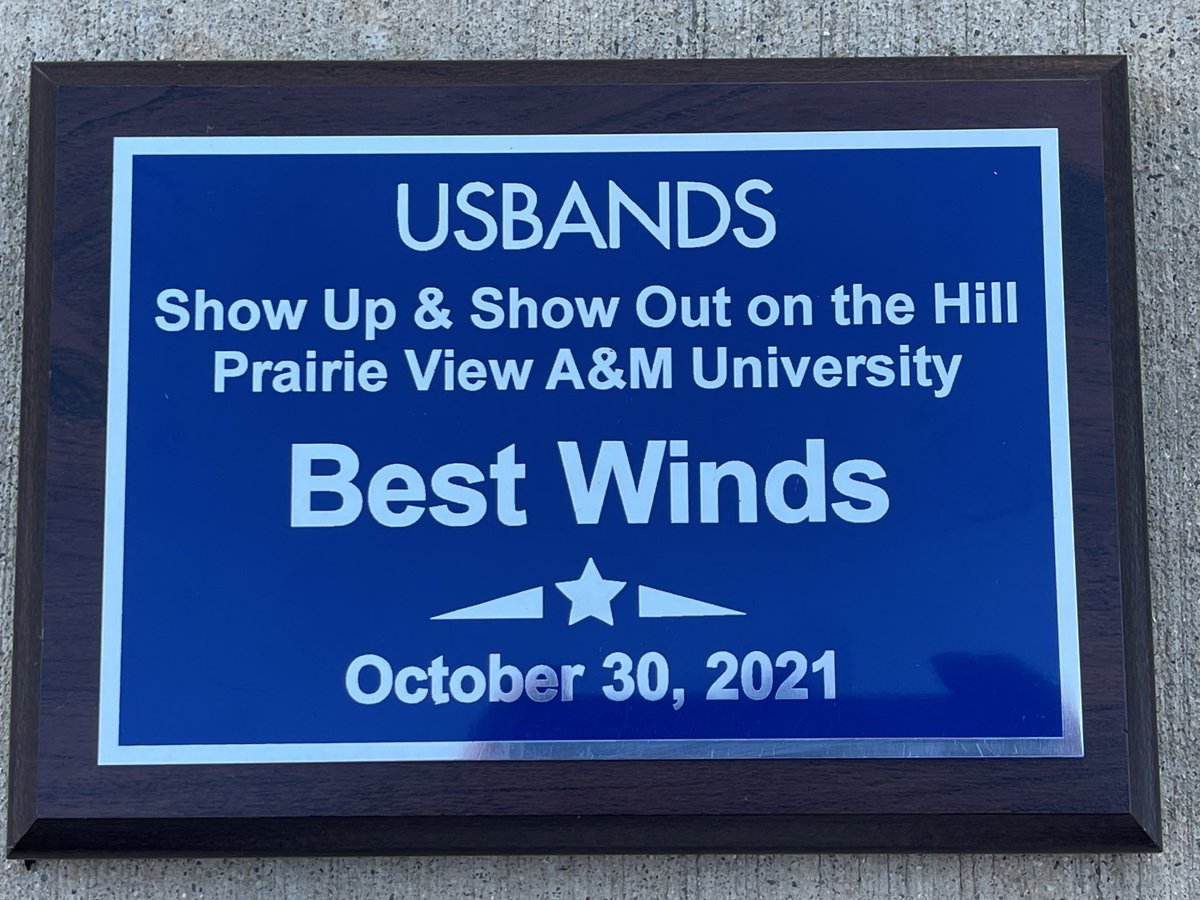 USBANDS
Show Up & Show Out on the Hill
Prairie View A&M University
Best Winds
October 30, 2021